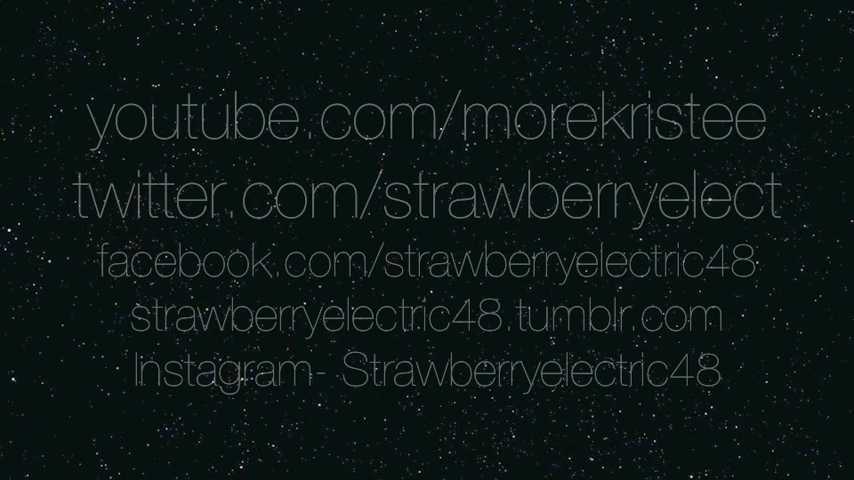 youtube.com/morekristee
twitter.com/strawberryelect
facebook.com/strawberryelectric48
strawberryelectric48.tumblr.com
Instagram- Strawberryelectric48